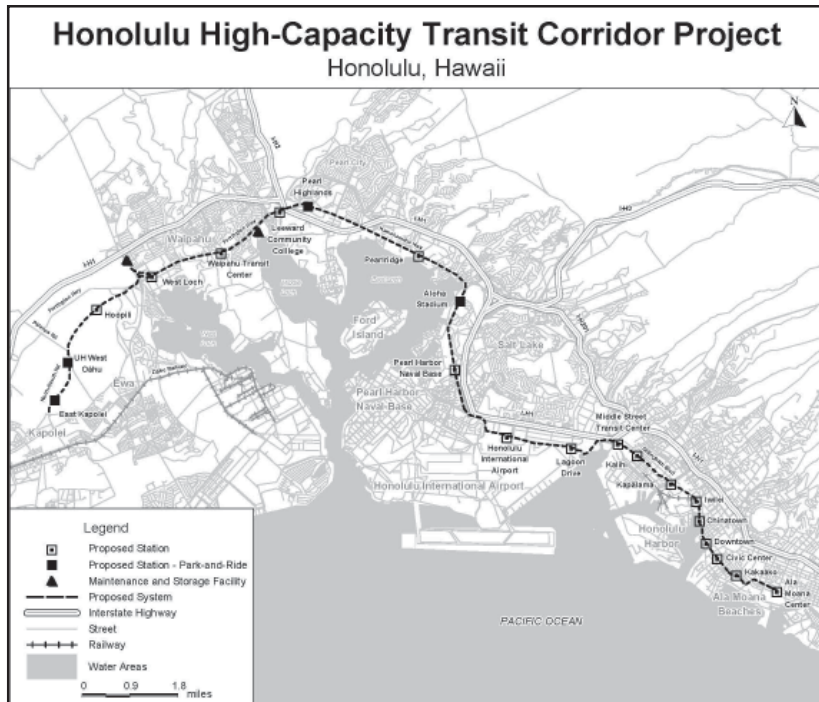 Honolulu High-Capacity Transit Corridor Project
Honolulu, Hawaii
N
I-H2
Pearl City
Pearl
Highlands
I-H1
Waipahu
Leeward
Community
College
Waipahu Transit
Center
Pearlridge
I-H3
I-H1
West Loch
Aloha
Stadium
Hoopili
Ford
Island
Salt Lake
UH West
Oahu
Ewa
Pearl Harbor
Naval Base
Pearl Harbor
Naval-Base
East Kapolei
Kapolei
I-H1
Middle Street
Transit Center
Honolulu
International
Airport
Lagoon
Drive
Kalihi
Kapalama
Iwilei
Honolulu International Airport
Chinatown
Honolulu
Harbor
Downtown
Civic Center
Kakaako
Ala
Moana
Center
Ala Moana
Beaches
PACIFIC OCEAN
Legend
Proposed Station
Proposed Station - Park-and-Ride
Maintenance and Storage Facility
Proposed System
Interstate Highway
Street
Railway
Water Areas
0 0.9 1.8
miles